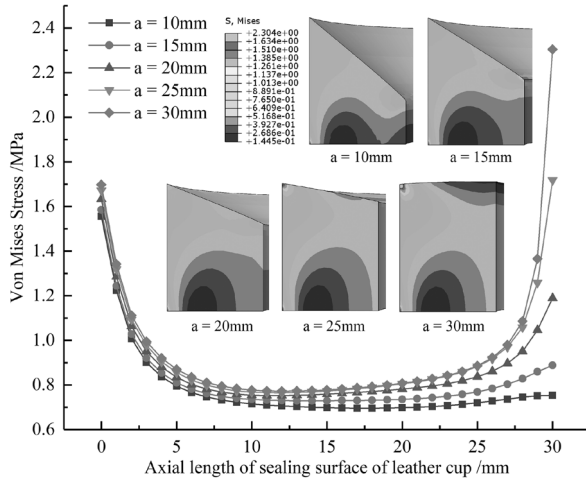 a = 10mm
a = 15mm
a = 20mm
a = 25mm
a = 30mm
S, Mises
+2.304e+00
+1.634e+00
+1.510e+00
+1.385e+00
+1.261e+00
+1.137e+00
+1.013e+00
+8.891e-01
+7.650e-01
+6.409e-01
+5.168e-01
+3.927e-01
+2.686e-01
+1.445e-01
a = 10mm
a = 15mm
a = 20mm
a = 25mm
a = 30mm
Von Mises Stress /MPa
2.4
2.2
2.0
1.8
1.6
1.4
1.2
1.0
0.8
0.6
0
5
10
15
20
25
30
Axial length of sealing surface of leather cup /mm